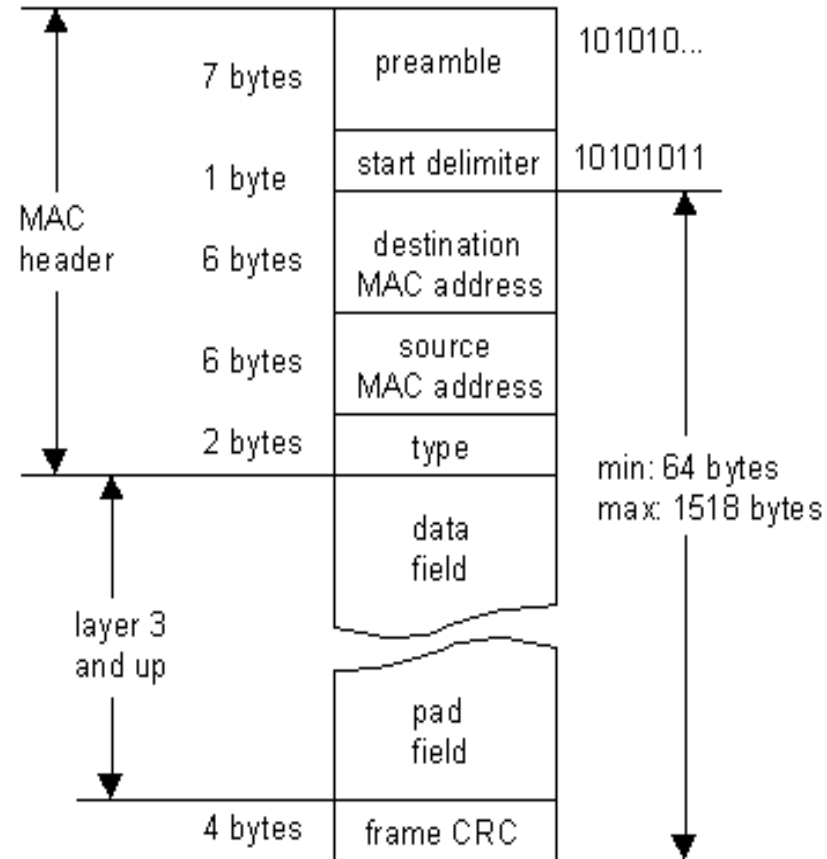 7 bytes
preamble
101010...
1 byte
start delimiter
10101011
MAC
header
6 bytes
destination
MAC address
6 bytes
source
MAC address
2 bytes
type
min: 64 bytes
max: 1518 bytes
data
field
layer 3
and up
pad
field
4 bytes
frame CRC